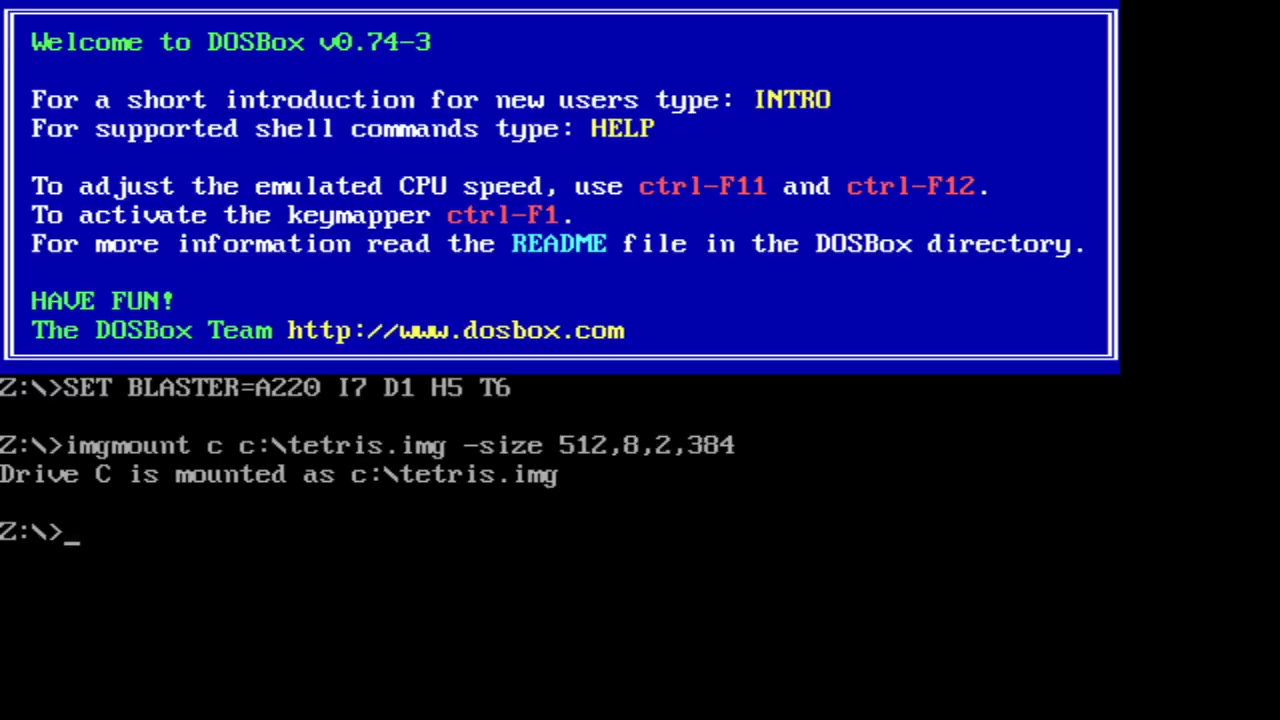 Welcome to DOSBox v0.74-3
For a short introduction for new users type: INTRO
For supported shell commands type: HELP
To adjust the emulated CPU speed, use ctrl-F11 and ctrl-F12.
To activate the keymapper ctrl-F1.
For more information read the README file in the DOSBox directory.
HAVE FUN!
The DOSBox Team http://www.dosbox.com
Z:\>SET BLASTER=A220 I7 D1 H5 T6
Z:\>imgmount c c:\tetris.img -size 512,8,2,384
Drive C is mounted as c:\tetris.img
Z:\>_